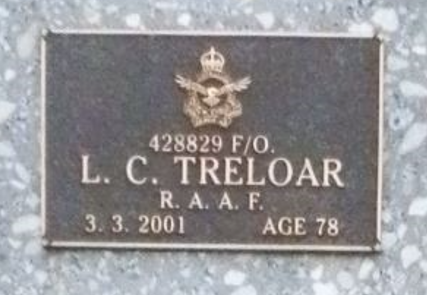 428829 F/O.
L. C. TRELOAR
R. A. A. F.
3. 3. 2001 AGE 78